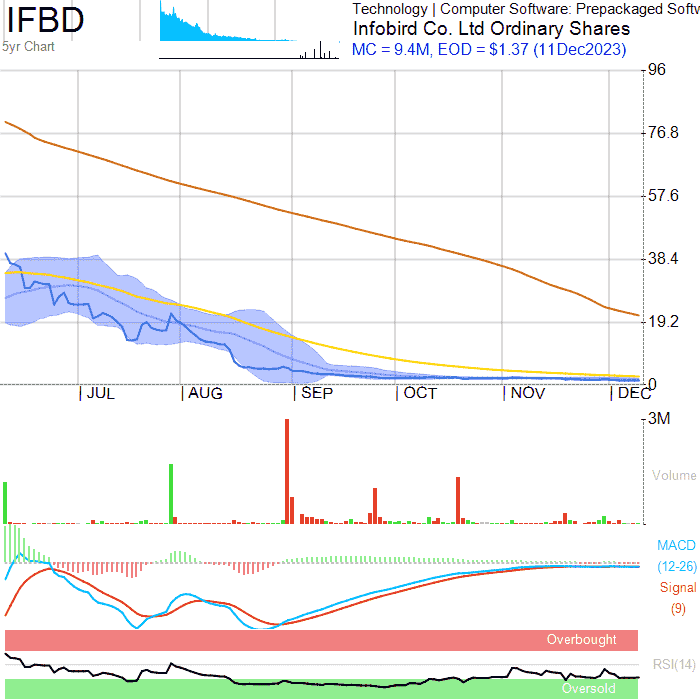 IFBD
5yr Chart
Technology | Computer Software: Prepackaged Softw
Infobird Co. Ltd Ordinary Shares
MC = 9.4M, EOD = $1.37 (11Dec2023)
96
76.8
57.6
38.4
19.2
0
JUL AUG SEP OCT NOV DEC
3M
Volume
MACD
(12-26)
Signal
(9)
Overbought
RSI(14)
Oversold